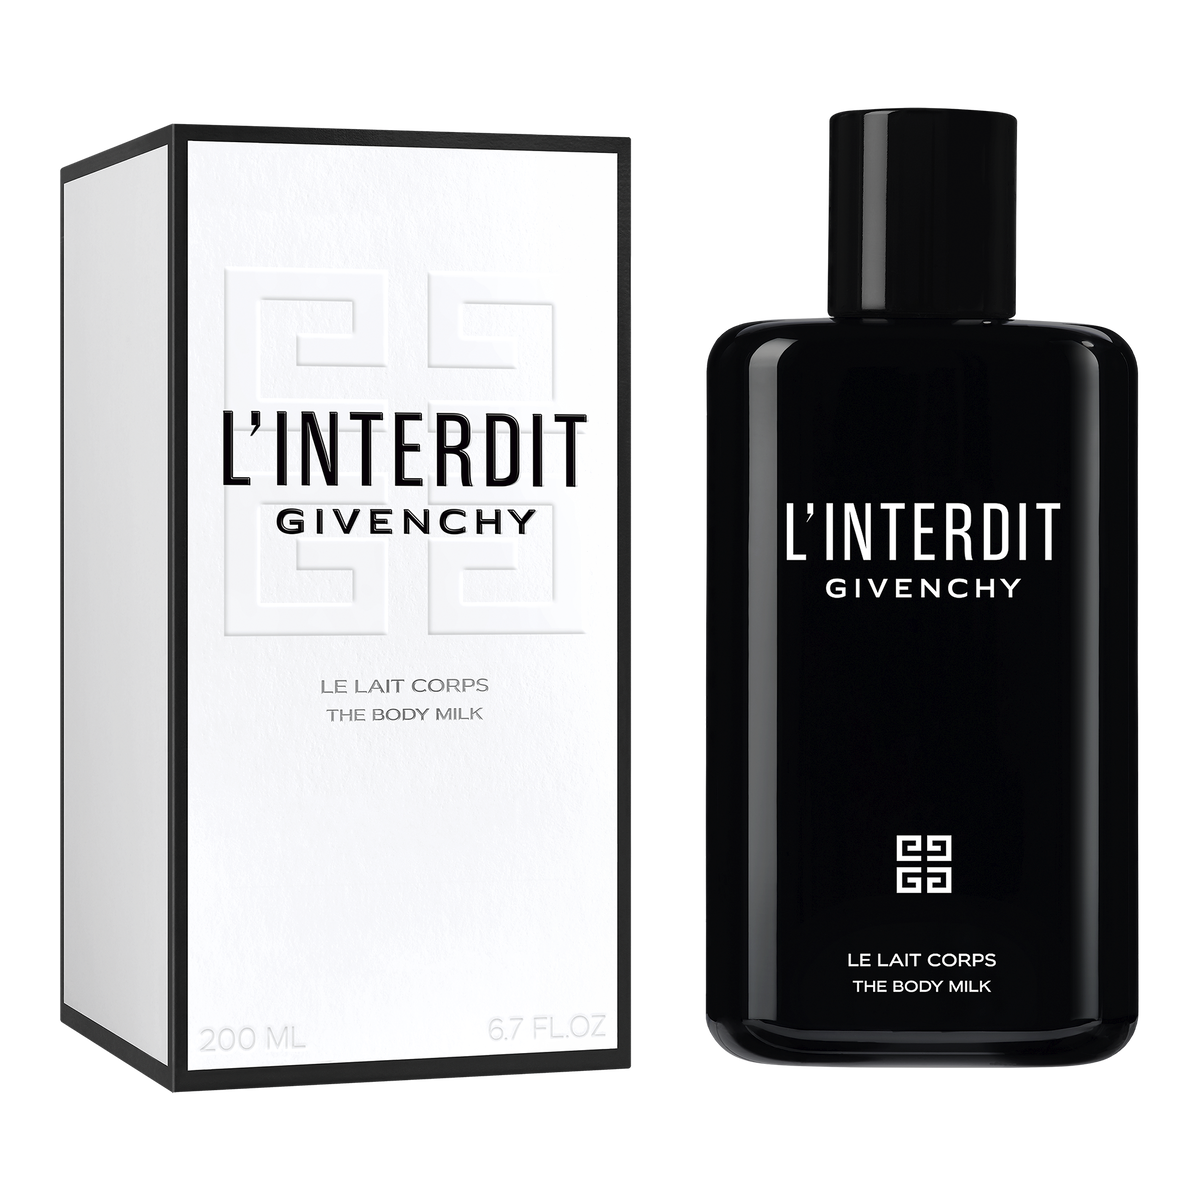 L'INTERDIT
GIVENCHY
LE LAIT CORPS
THE BODY MILK
200 ML
6.7 FL.OZ
L'INTERDIT
GIVENCHY
LE LAIT CORPS
THE BODY MILK